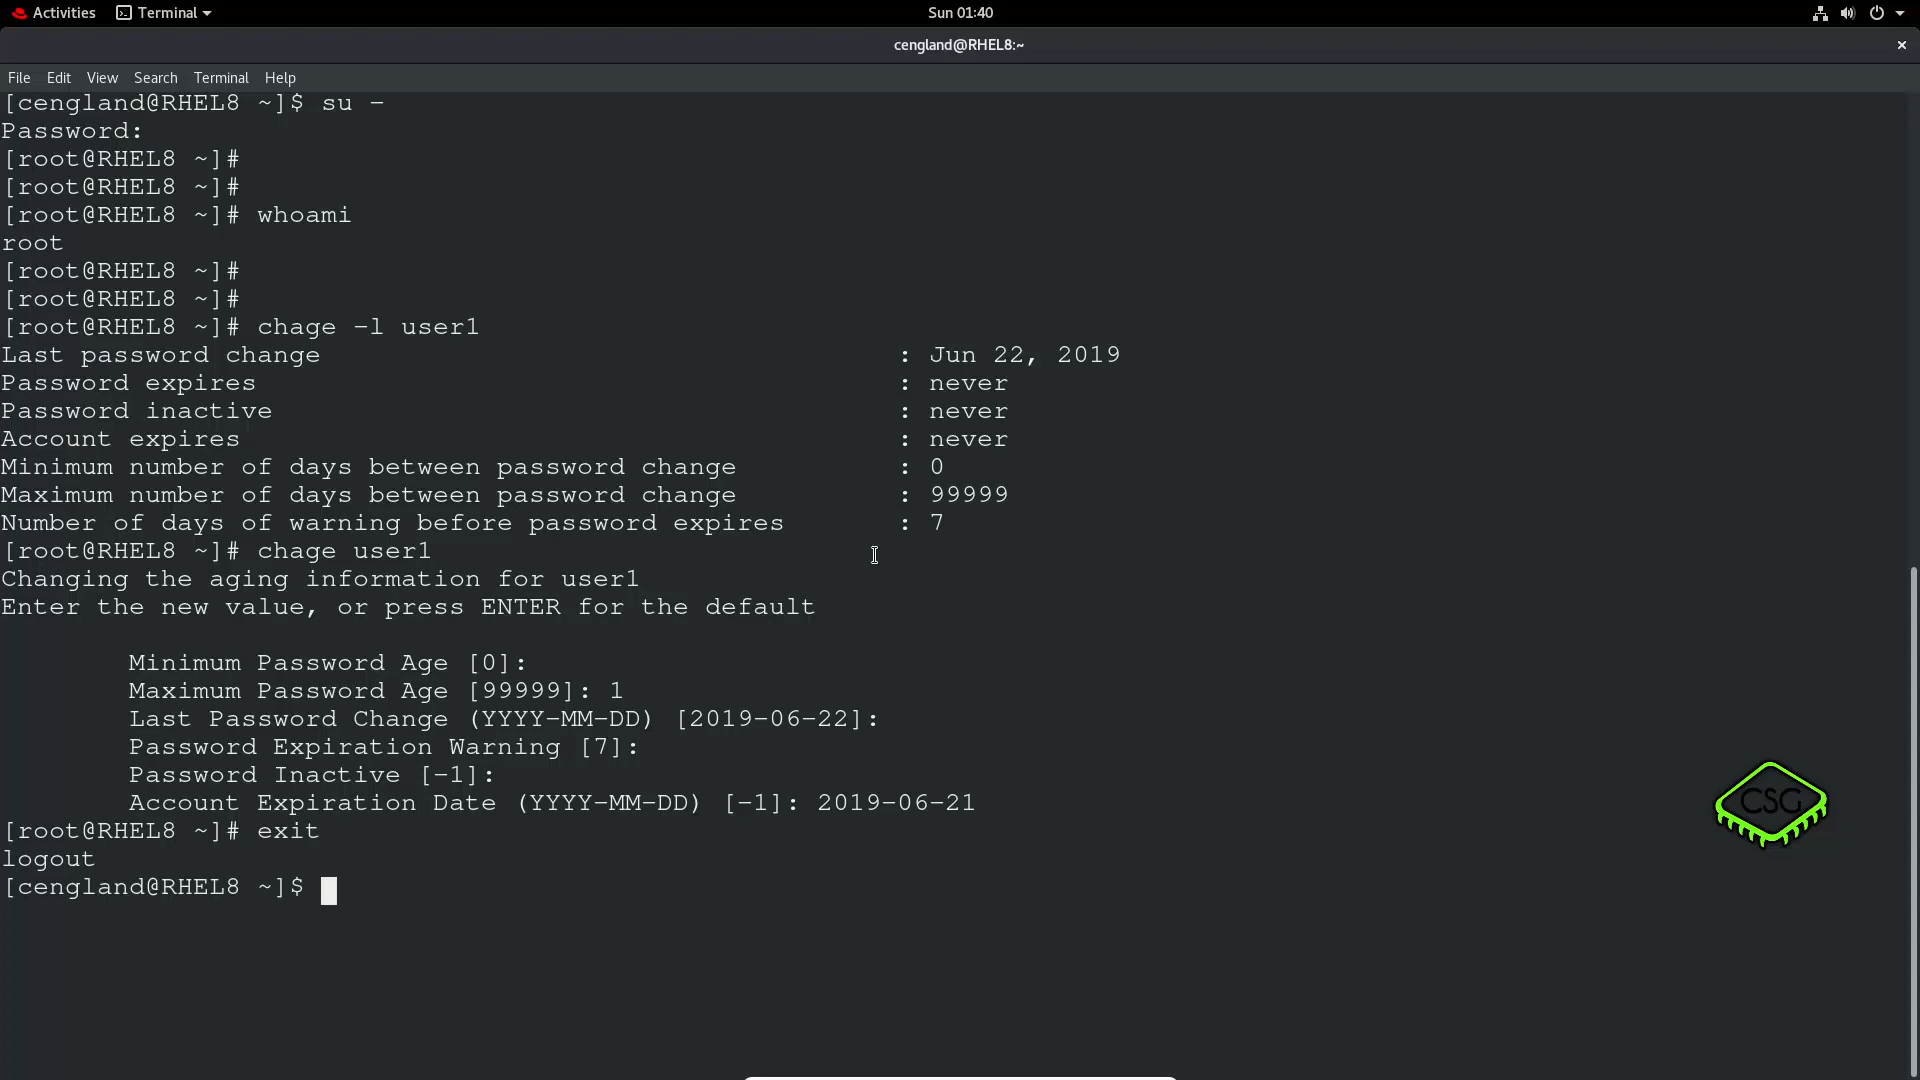 Activities Terminal Sun 01:40
cengland@RHEL8:~
File Edit View Search Terminal Help
[cengland@RHEL8 ~]$ su -
Password:
[root@RHEL8 ~]#
[root@RHEL8 ~]#
[root@RHEL8 ~]# whoami
root
[root@RHEL8 ~]#
[root@RHEL8 ~]#
[root@RHEL8 ~]# chage -l user1
Last password change : Jun 22, 2019
Password expires : never
Password inactive : never
Account expires : never
Minimum number of days between password change : 0
Maximum number of days between password change : 99999
Number of days of warning before password expires : 7
[root@RHEL8 ~]# chage user1
Changing the aging information for user1
Enter the new value, or press ENTER for the default
Minimum Password Age [0]:
Maximum Password Age [99999]: 1
Last Password Change (YYYY-MM-DD) [2019-06-22]:
Password Expiration Warning [7]:
Password Inactive [-1]:
Account Expiration Date (YYYY-MM-DD) [-1]: 2019-06-21
CSG
[root@RHEL8 ~]# exit
logout
[cengland@RHEL8 ~]$